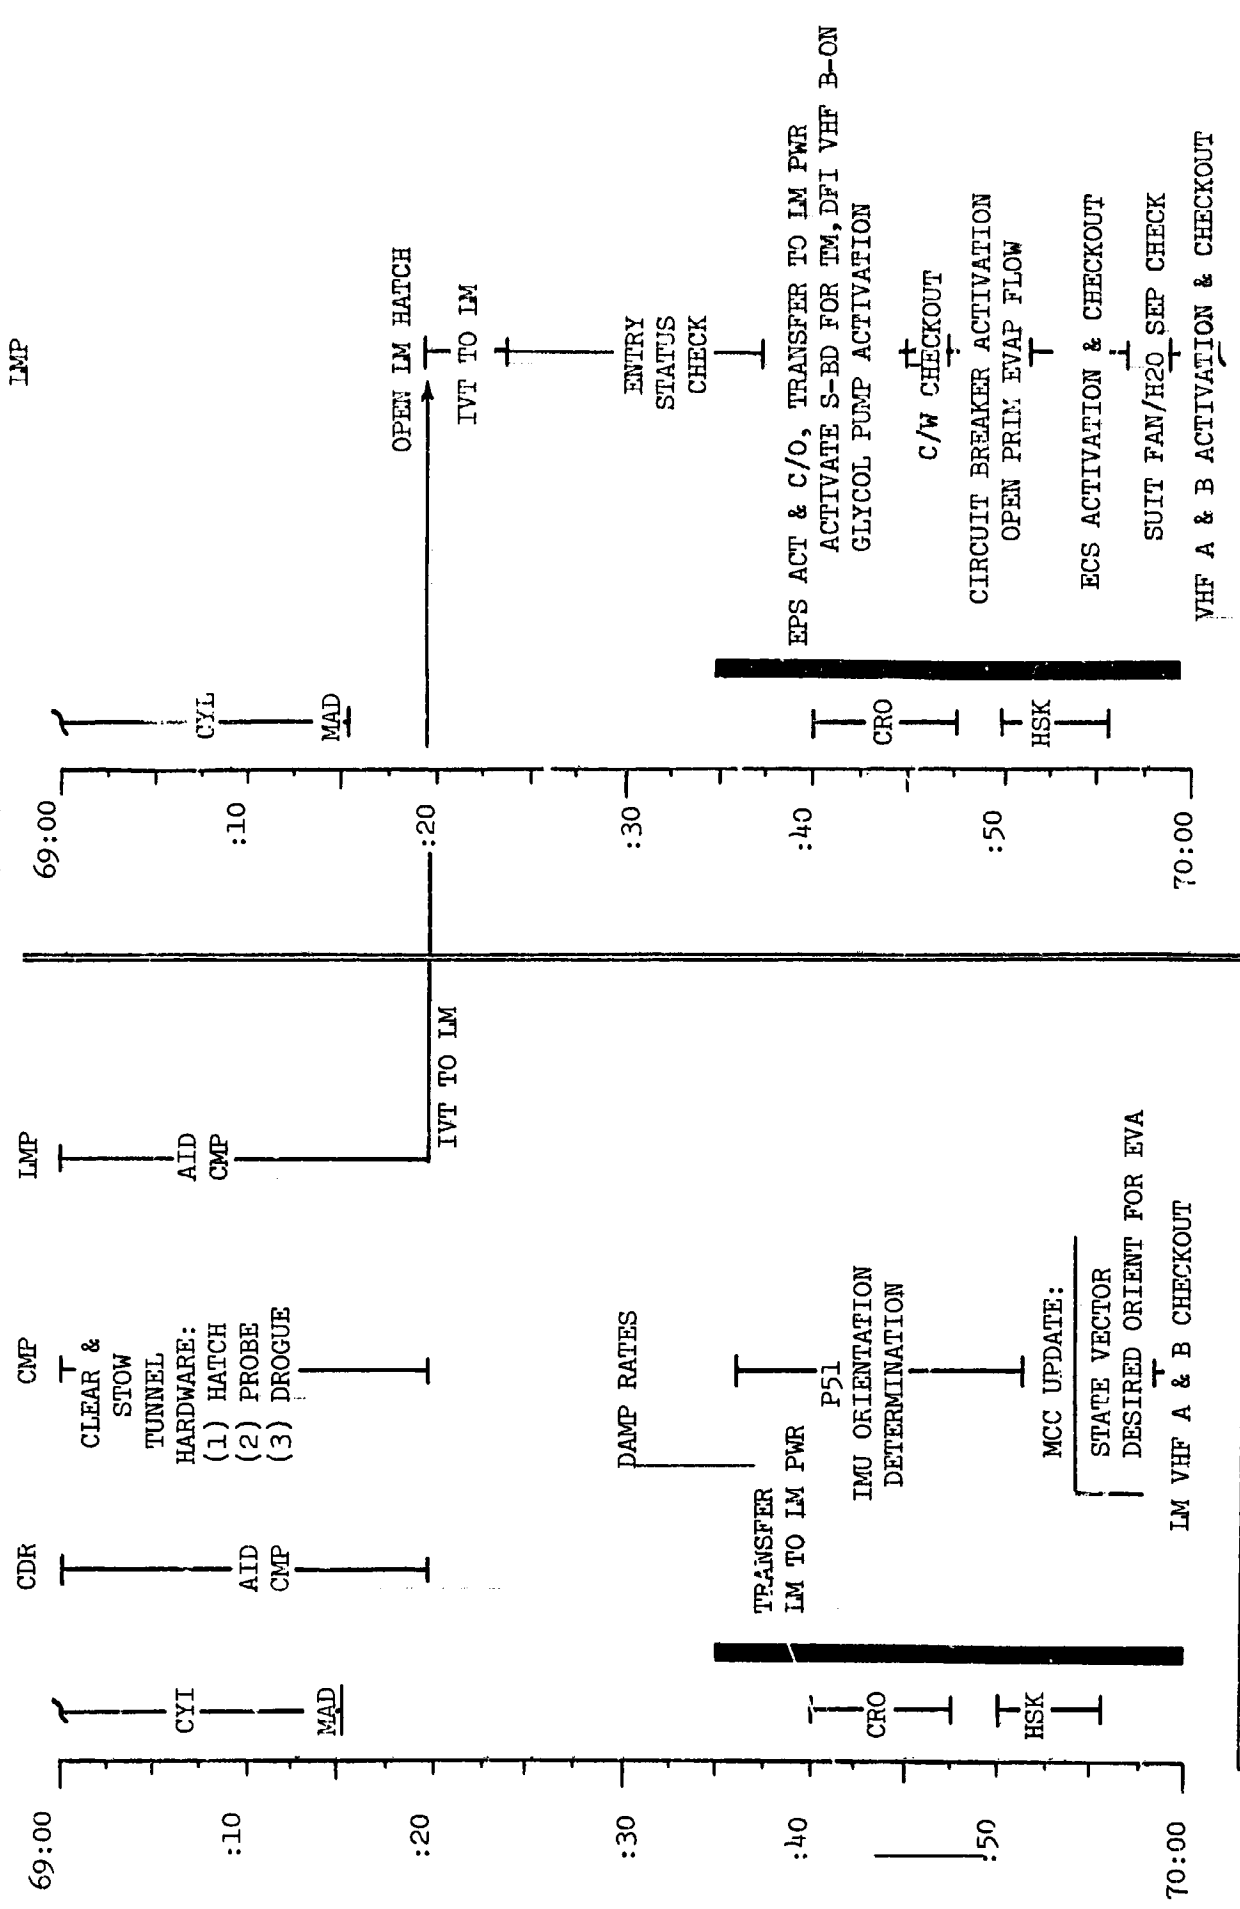 CDR
CMP
LMP
69:00
:10
:20
:30
:40
:50
70:00
CYI
MAD
CRO
HSK
AID
CMP
TRANSFER
LM TO LM PWR
CLEAR &
STOW
TUNNEL
HARDWARE:
(1) HATCH
(2) PROBE
(3) DROGUE
DAMP RATES
P51
IMU ORIENTATION
DETERMINATION
MCC UPDATE:
STATE VECTOR
DESIRED ORIENT FOR EVA
LM VHF A & B CHECKOUT
AID
CMP
IVT TO LM
LMP
69:00
:10
:20
:30
:40
:50
70:00
CYL
MAD
CRO
HSK
OPEN LM HATCH
IVT TO LM
ENTRY
STATUS
CHECK
EPS ACT & C/O, TRANSFER TO LM PWR
ACTIVATE S-BD FOR TM, DFI VHF B-ON
GLYCOL PUMP ACTIVATION
C/W CHECKOUT
CIRCUIT BREAKER ACTIVATION
OPEN PRIM EVAP FLOW
ECS ACTIVATION & CHECKOUT
SUIT FAN/H2O SEP CHECK
VHF A & B ACTIVATION & CHECKOUT